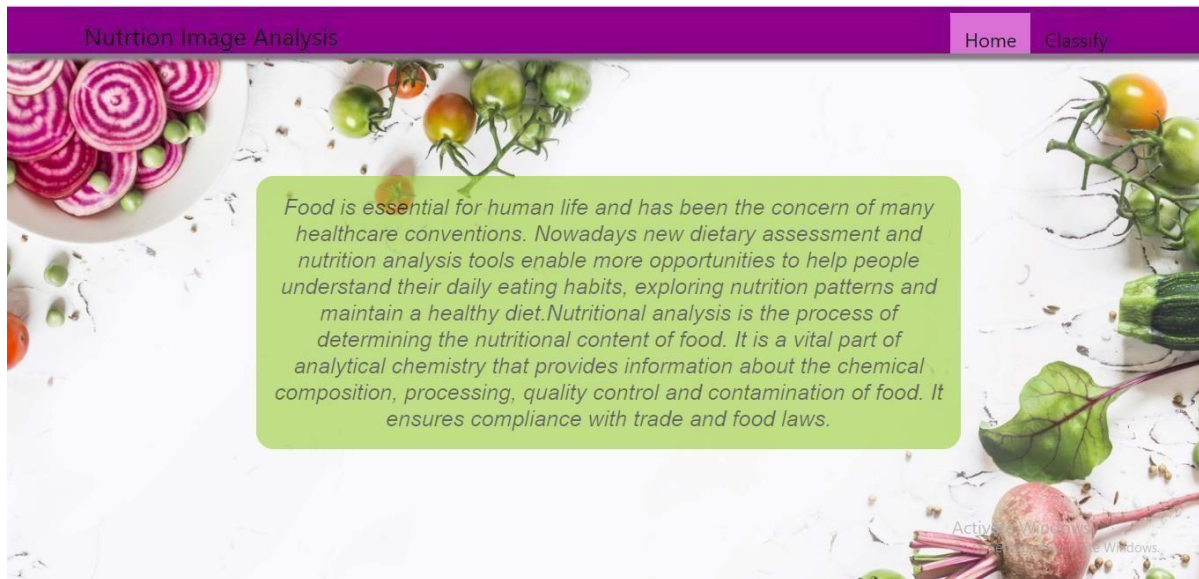 Nutrtion Image Analysis
Home Classify
Food is essential for human life and has been the concern of many
healthcare conventions. Nowadays new dietary assessment and
nutrition analysis tools enable more opportunities to help people
understand their daily eating habits, exploring nutrition patterns and
maintain a healthy diet.Nutritional analysis is the process of
determining the nutritional content of food. It is a vital part of
analytical chemistry that provides information about the chemical
composition, processing, quality control and contamination of food. It
ensures compliance with trade and food laws.
Windows
Windows.